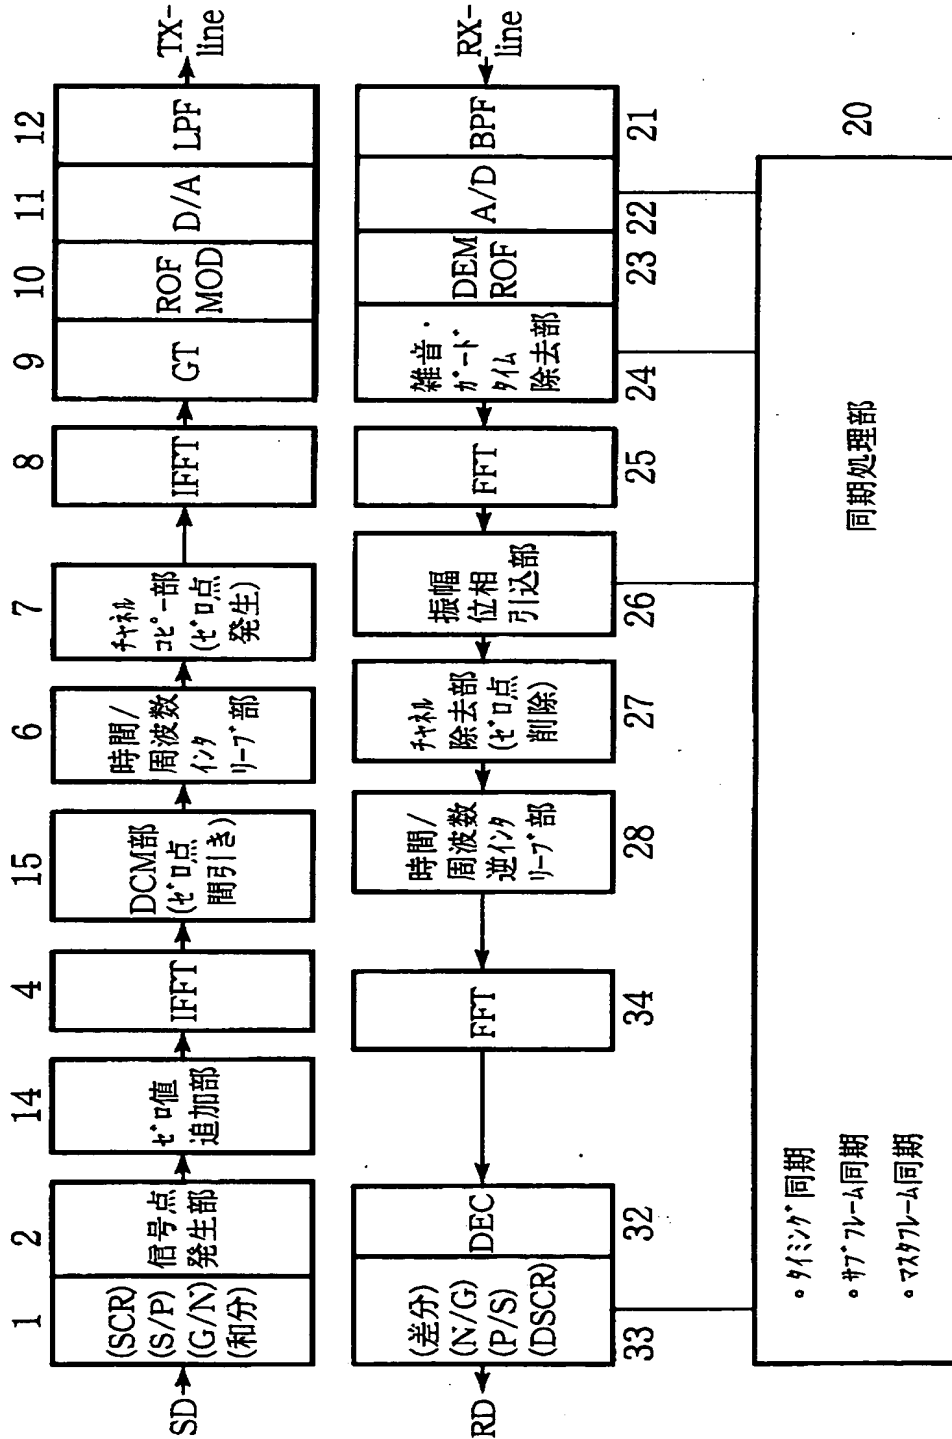 1
2
14
4
15
6
7
8
9
10
11
12
SD
(SCR)
(S/P)
(G/N)
(和分)
信号点
発生部
ゼロ値
追加部
IFFT
DCM部
(ゼロ点
間引き)
時間/
周波数
インタ
リーブ部
チャネル
コピー部
(ゼロ点
発生)
IFFT
GT
ROF
MOD
D/A
LPF
TX-
line
RD
(差分)
(N/G)
(P/S)
(DSCR)
DEC
FFT
時間/
周波数
逆インタ
リーブ部
チャネル
除去部
(ゼロ点
削除)
振幅
位相
引込部
FFT
雑音・
ガード
タイム
除去部
DEM
ROF
A/D
BPF
RX-
line
33
32
34
28
27
26
25
24
23
22
21
20
同期処理部
∘ タイミング同期
∘ サブフレーム同期
∘ マスタフレーム同期